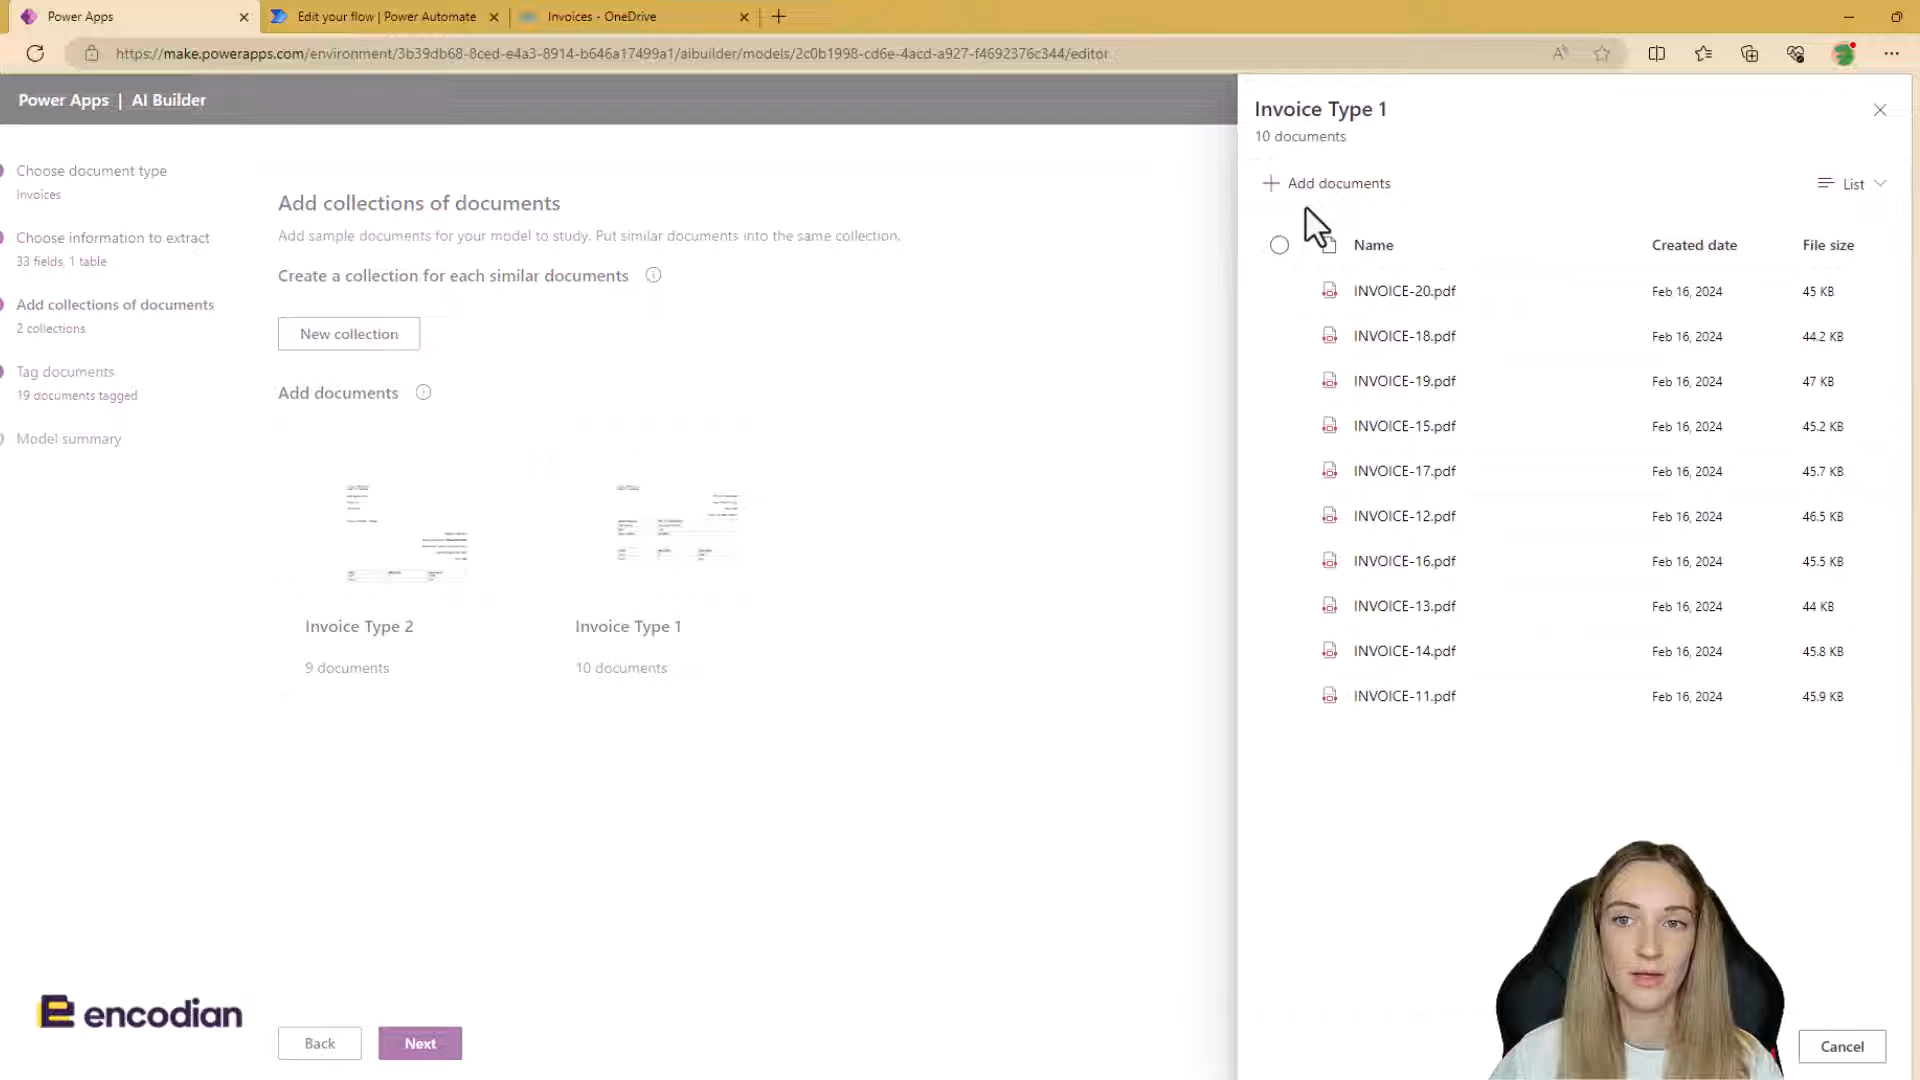 Power Apps
Edit your flow | Power Automate
Invoices - OneDrive
https://make.powerapps.com/environment/3b39db68-8ced-e4a3-8914-b646a17499a1/aibuilder/models/2c0b1998-cd6e-4acd-a927-f4692376c344/editor
Power Apps | AI Builder
Choose document type
Invoices
Choose information to extract
33 fields, 1 table
Add collections of documents
2 collections
Tag documents
19 documents tagged
Model summary
Add collections of documents
Add sample documents for your model to study. Put similar documents into the same collection.
Create a collection for each similar documents
New collection
Add documents
Invoice Type 2
9 documents
Invoice Type 1
10 documents
Back
Next
encodian
Invoice Type 1
10 documents
Add documents
List
Name Created date File size
INVOICE-20.pdf Feb 16, 2024 45 KB
INVOICE-18.pdf Feb 16, 2024 44.2 KB
INVOICE-19.pdf Feb 16, 2024 47 KB
INVOICE-15.pdf Feb 16, 2024 45.2 KB
INVOICE-17.pdf Feb 16, 2024 45.7 KB
INVOICE-12.pdf Feb 16, 2024 46.5 KB
INVOICE-16.pdf Feb 16, 2024 45.5 KB
INVOICE-13.pdf Feb 16, 2024 44 KB
INVOICE-14.pdf Feb 16, 2024 45.8 KB
INVOICE-11.pdf Feb 16, 2024 45.9 KB
Cancel